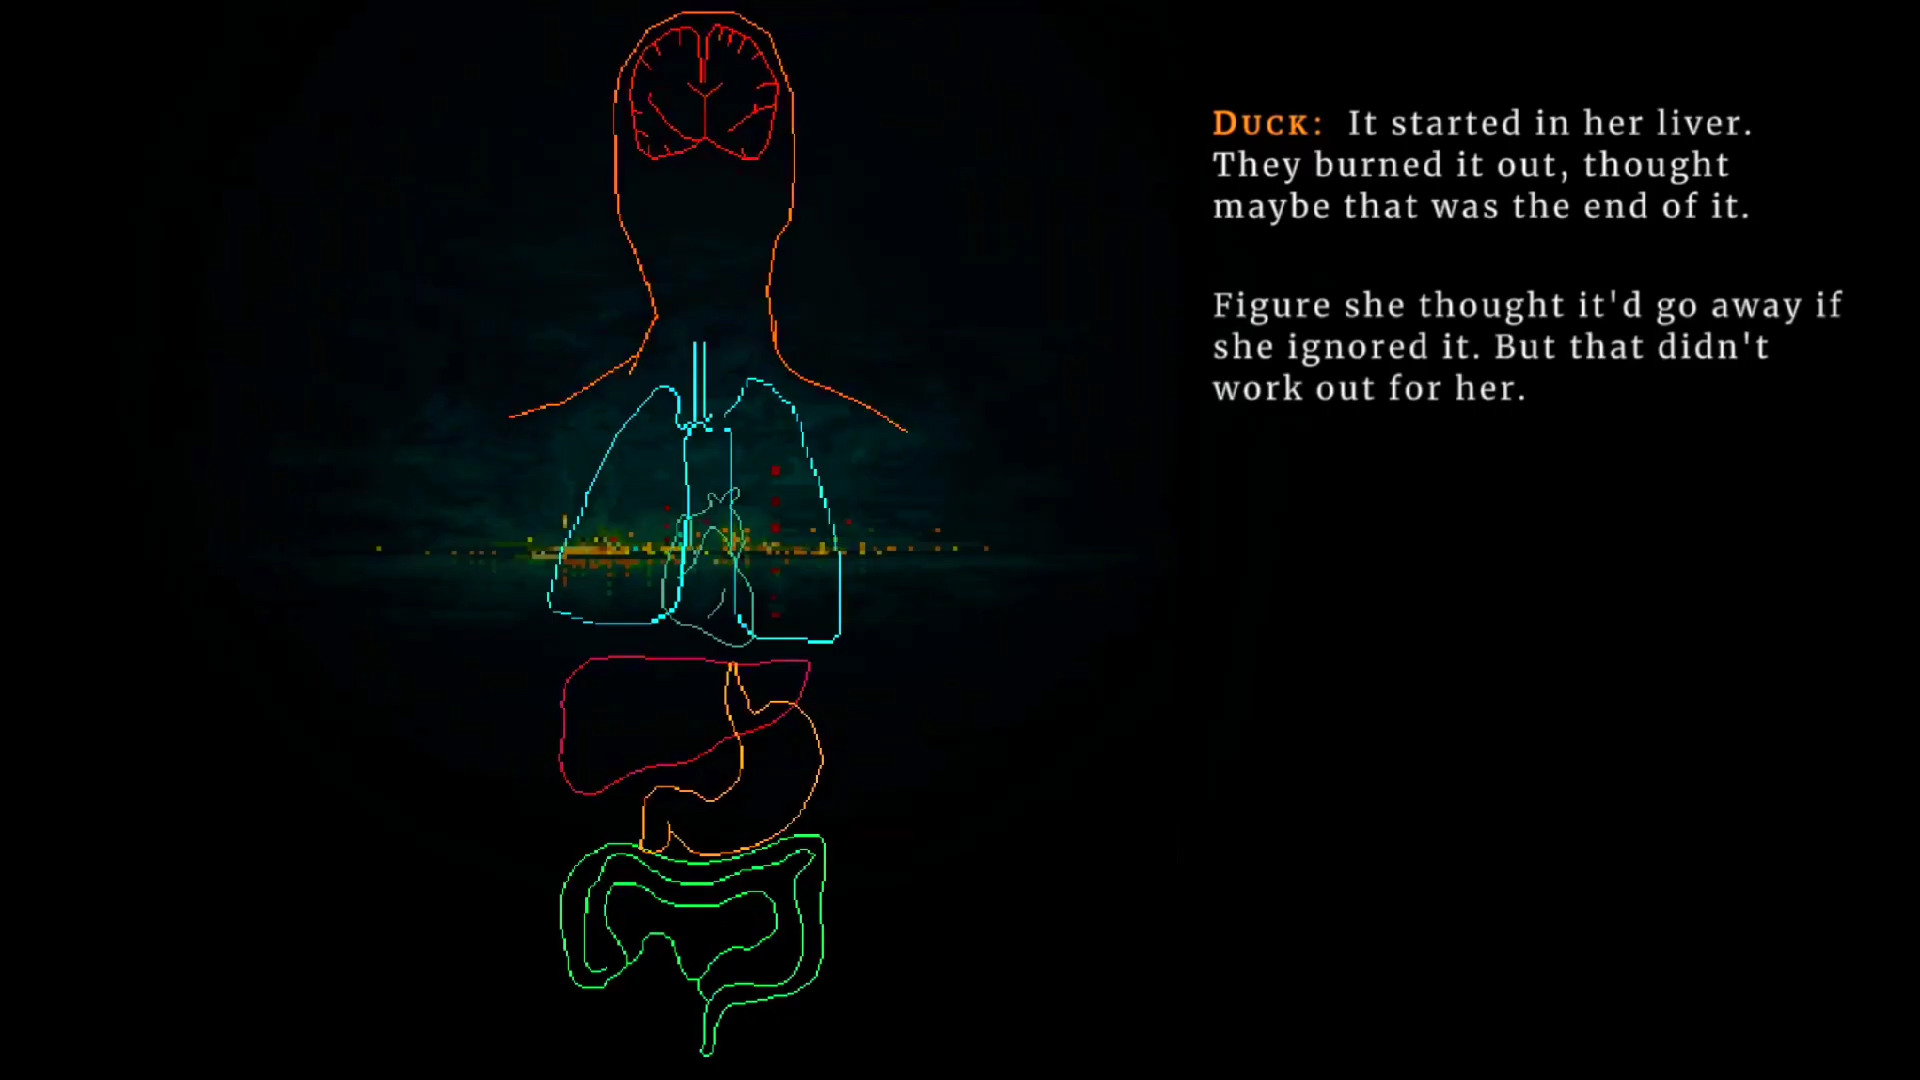 DUCK: It started in her liver.
They burned it out, thought
maybe that was the end of it.
Figure she thought it'd go away if
she ignored it. But that didn't
work out for her.